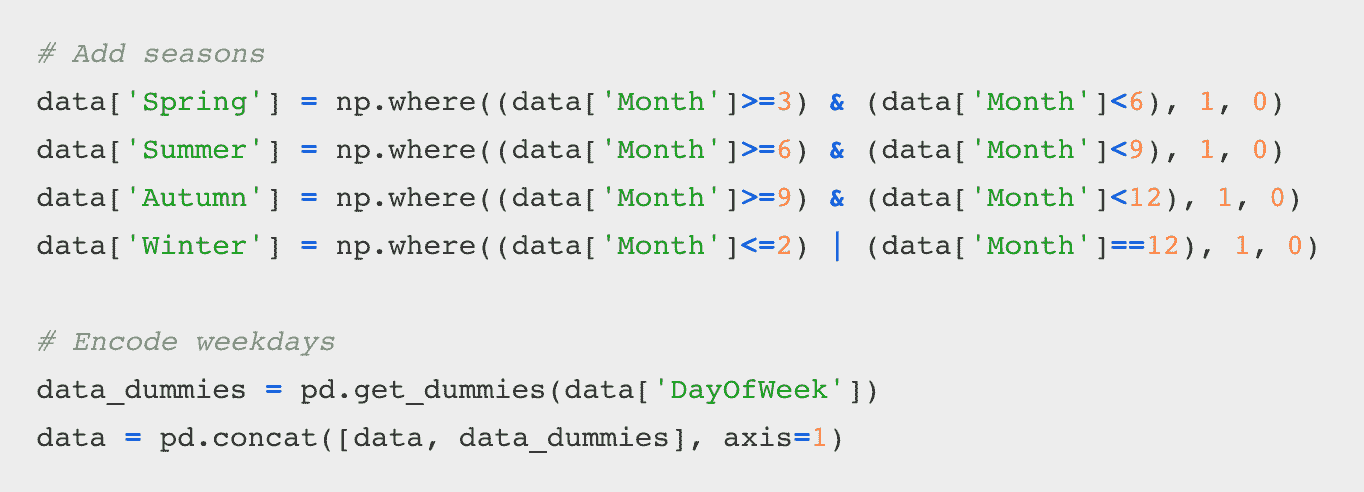 # Add seasons
data['Spring'] = np.where((data['Month']>=3) & (data['Month']<6), 1, 0)
data['Summer'] = np.where((data['Month']>=6) & (data['Month']<9), 1, 0)
data['Autumn'] = np.where((data['Month']>=9) & (data['Month']<12), 1, 0)
data['Winter'] = np.where((data['Month']<=2) | (data['Month']==12), 1, 0)
# Encode weekdays
data_dummies = pd.get_dummies(data['DayOfWeek'])
data = pd.concat([data, data_dummies], axis=1)